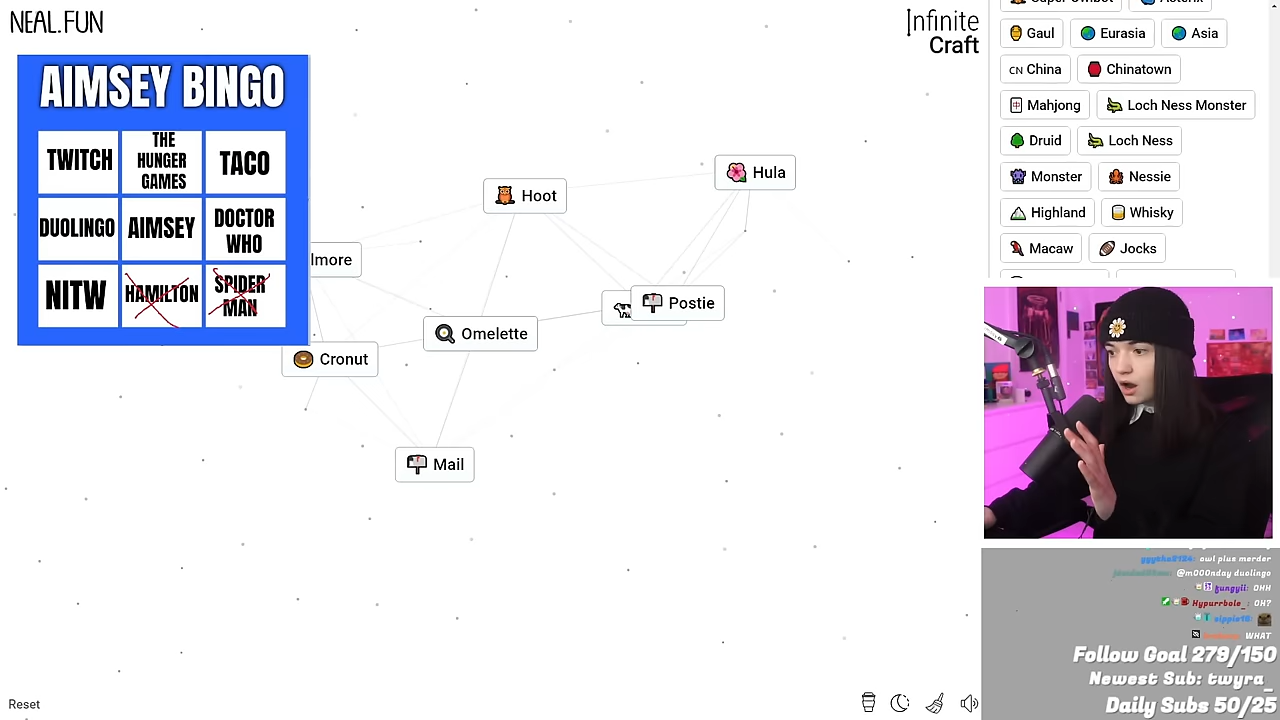 NEAL.FUN
Infinite
Craft
AIMSEY BINGO
TWITCH
THE
HUNGER
GAMES
TACO
DUOLINGO
AIMSEY
DOCTOR
WHO
NITW
HAMILTON
SPIDER
MAN
Hoot
Hula
lmore
Omelette
Postie
Cronut
Mail
Gaul
Eurasia
Asia
CN China
Chinatown
Mahjong
Loch Ness Monster
Druid
Loch Ness
Monster
Nessie
Highland
Whisky
Macaw
Jocks
owl plus merder
@m000nday duolingo
fungyii: OHH
Hypurrbole_: OH?
WHAT
Follow Goal 279/150
Newest Sub: twyra_
Daily Subs 50/25
Reset